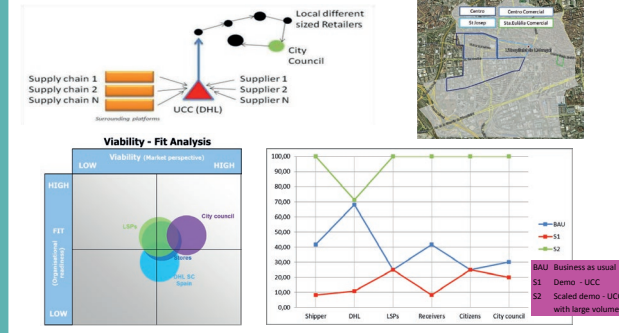 Local different
sized Retailers
City
Council
Supply chain 1
Supply chain 2
Supply chain N
Surrounding platforms
UCC (DHL)
Supplier 1
Supplier 2
Supplier N
Centro
Centro Comercial
St Josep
Sta.Eulàlia Comercial
L'Hospitalet de Llobregat
Viability - Fit Analysis
Viability (Market perspective)
LOW
HIGH
HIGH
FIT
(Organisational
readiness)
LOW
LSPs
City council
Stores
DHL SC
Spain
100,00
90,00
80,00
70,00
60,00
50,00
40,00
30,00
20,00
10,00
0,00
Shipper
DHL
LSPs
Receivers
Citizens
City council
BAU
S1
S2
BAU Business as usual
S1 Demo - UCC
S2 Scaled demo - UCC
with large volume